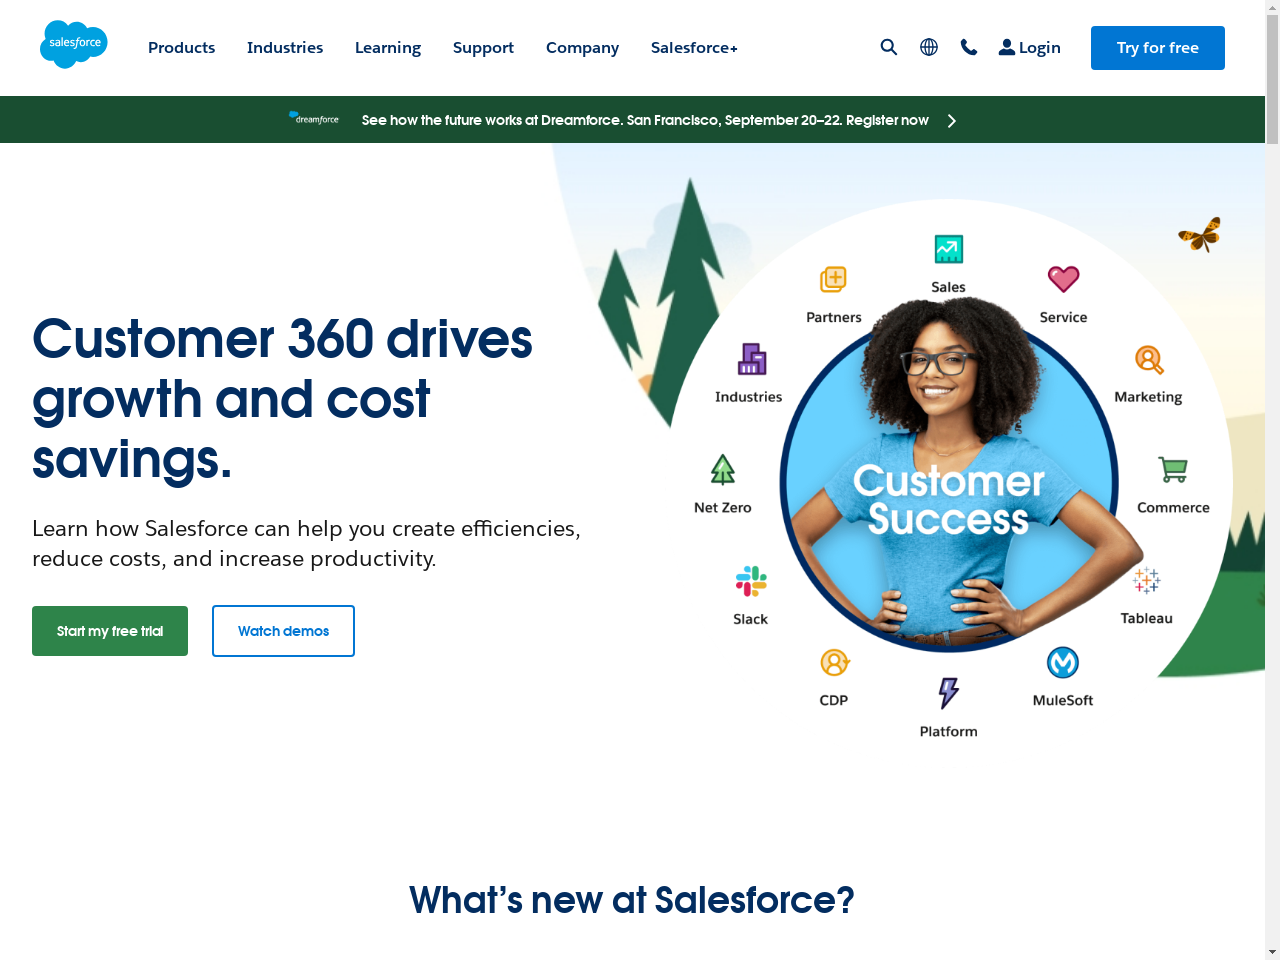 salesforce
Products
Industries
Learning
Support
Company
Salesforce+
Login
Try for free
dreamforce
See how the future works at Dreamforce. San Francisco, September 20–22. Register now
Customer 360 drives
growth and cost
savings.
Learn how Salesforce can help you create efficiencies,
reduce costs, and increase productivity.
Start my free trial
Watch demos
Sales
Partners
Service
Industries
Marketing
Customer
Success
Net Zero
Commerce
Slack
Tableau
CDP
MuleSoft
Platform
What’s new at Salesforce?